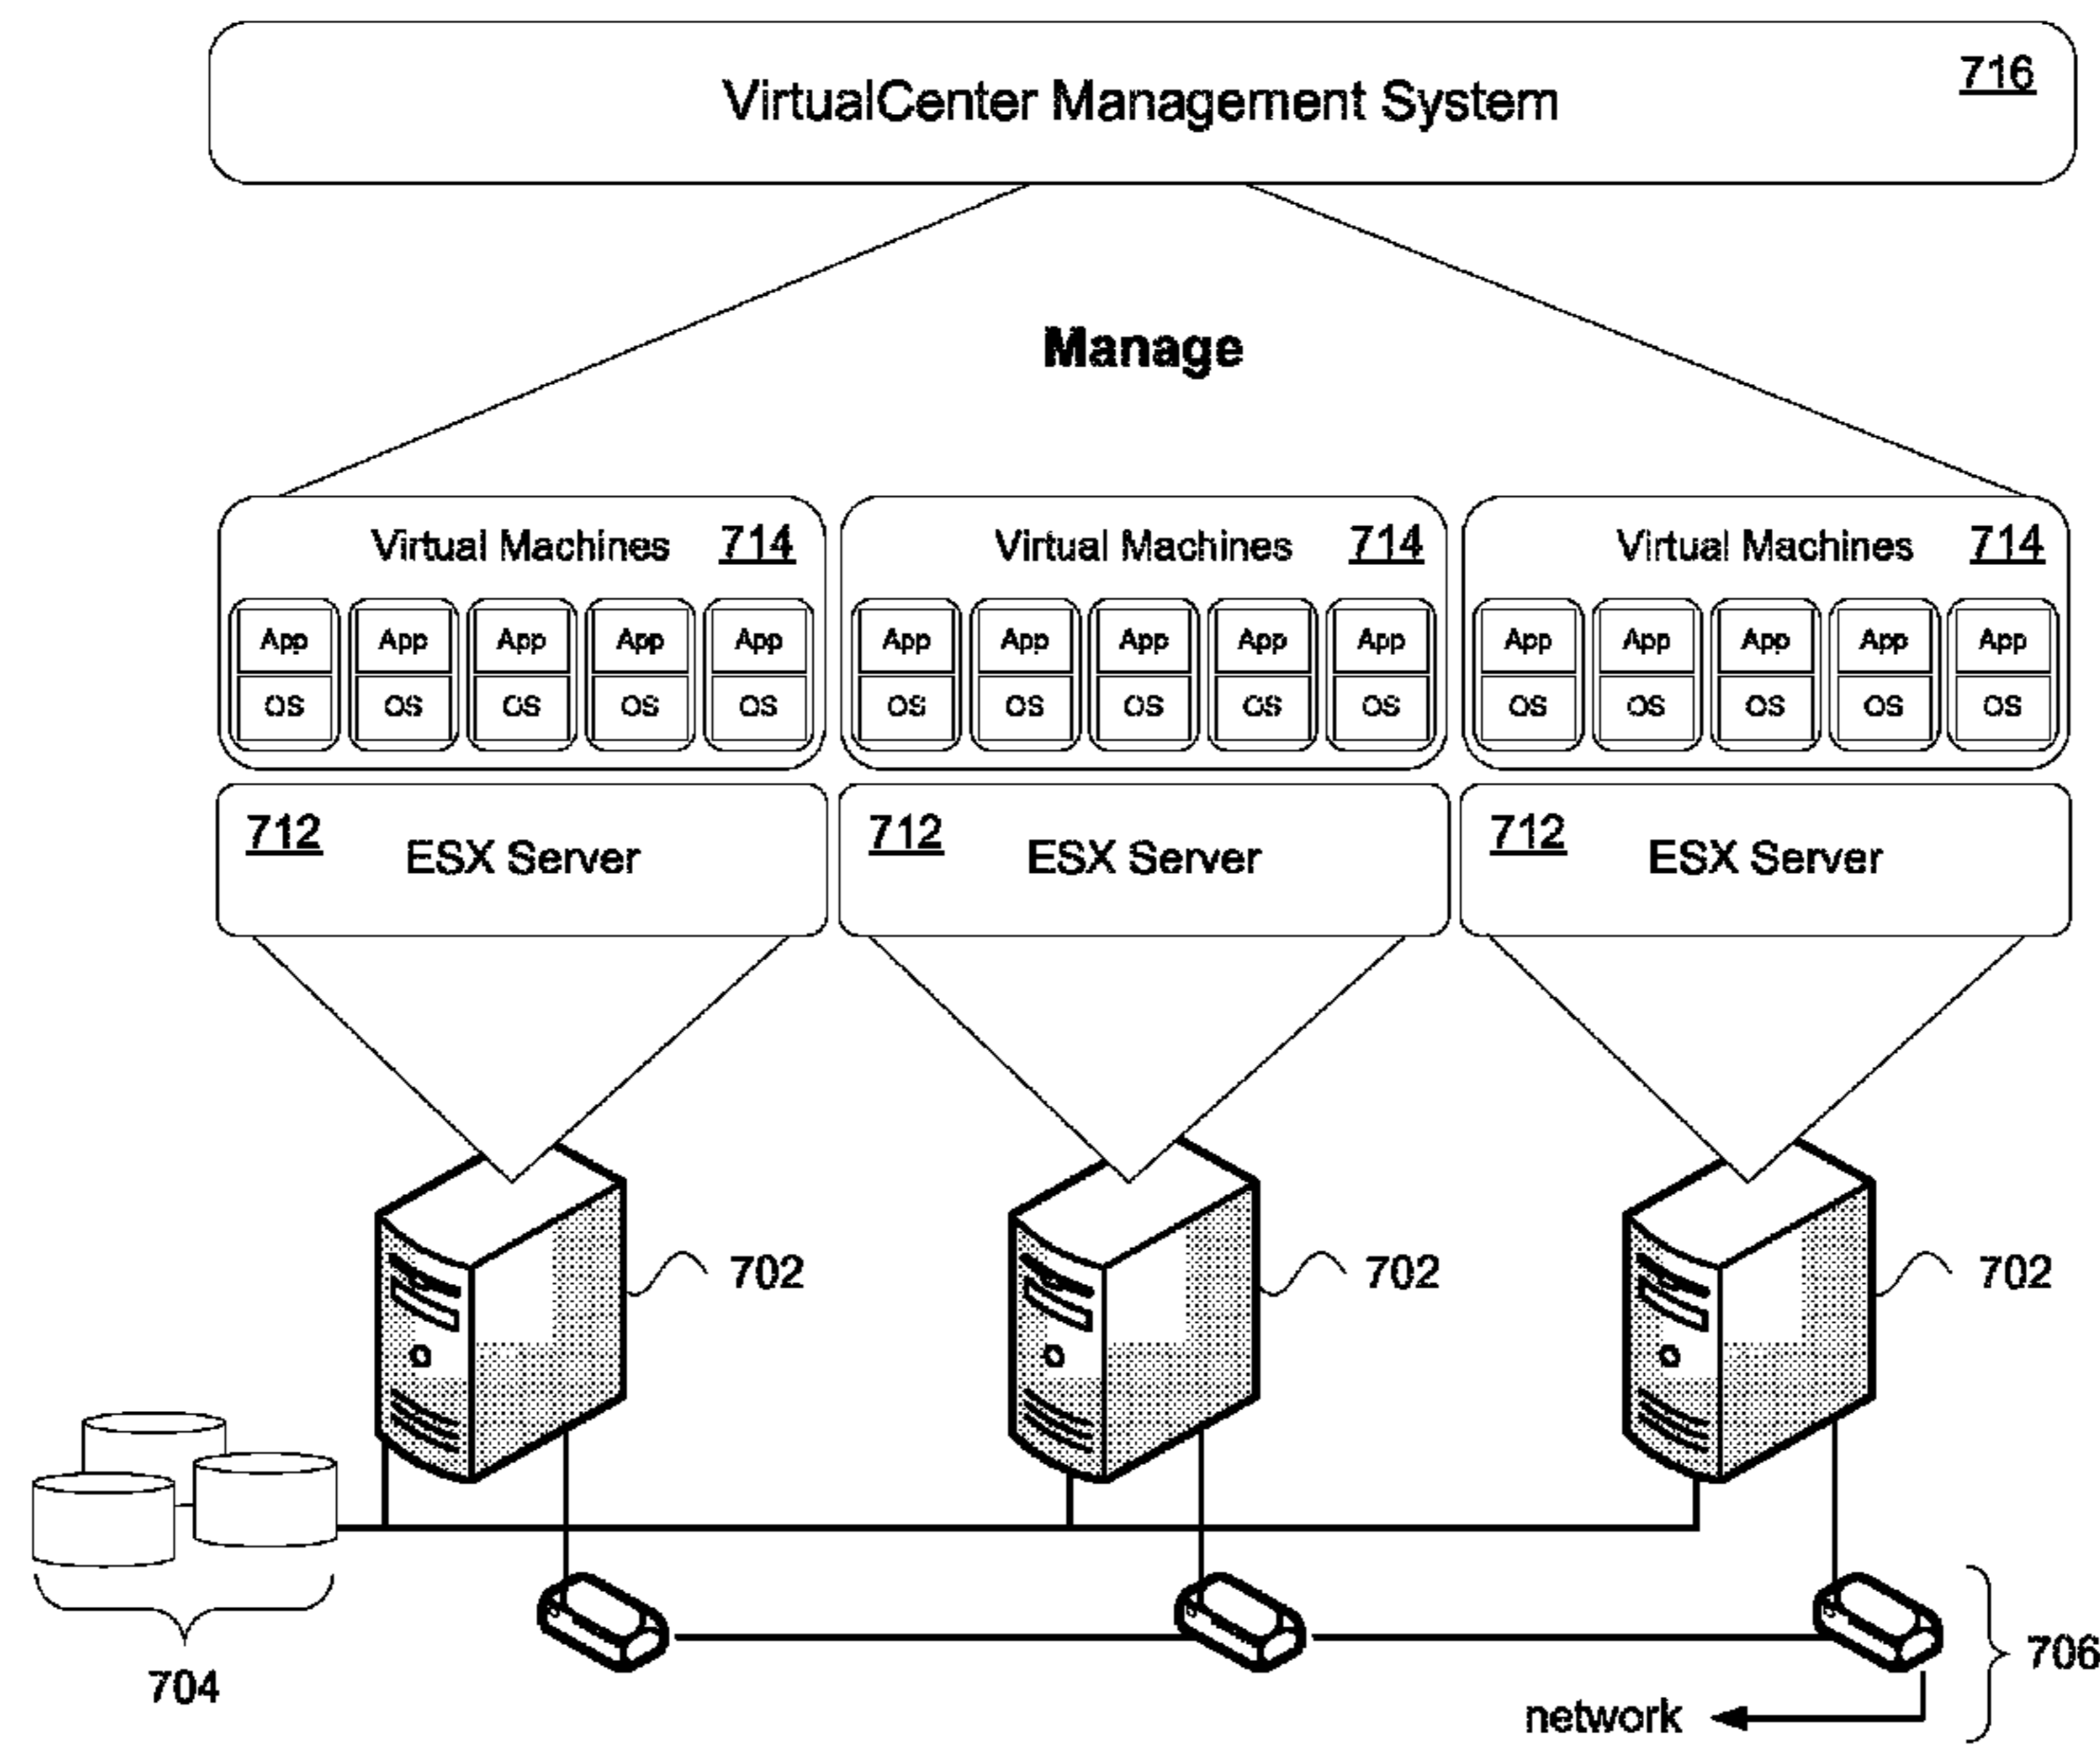 716
VirtualCenter Management System
Manage
Virtual Machines 714 Virtual Machines 714 Virtual Machines 714
App App App App App App App App App App App App App App App
OS OS OS OS OS OS OS OS OS OS OS OS OS OS OS
712 712 712
ESX Server ESX Server ESX Server
702 702 702
704
706
network